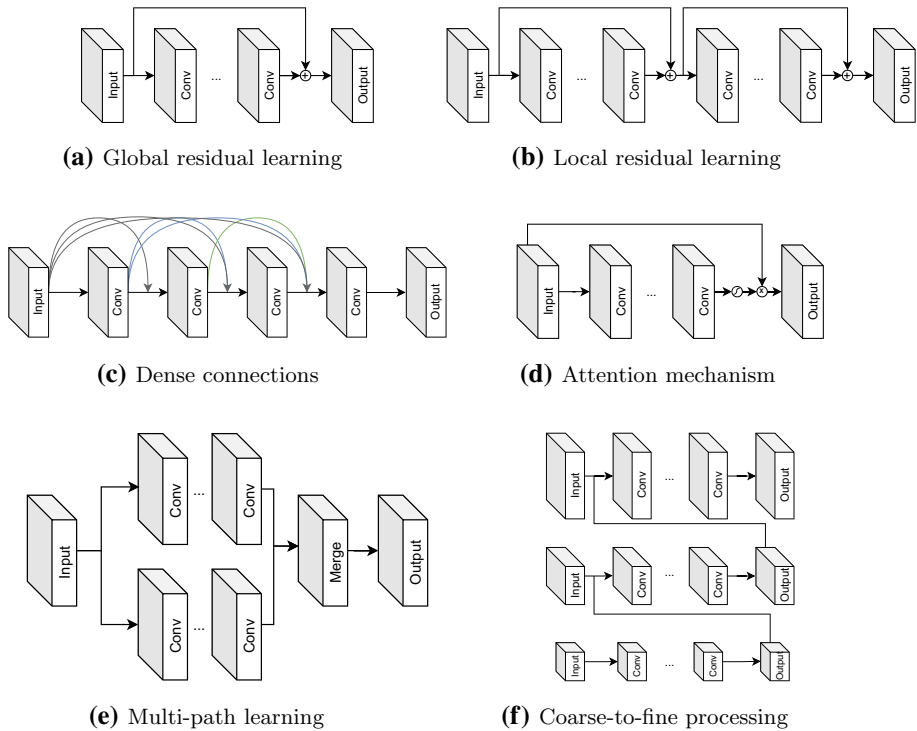 Input
Conv
...
Conv
+
Output
(a) Global residual learning
Input
Conv
...
Conv
+
Conv
...
Conv
+
Output
(b) Local residual learning
Input
Conv
Conv
Conv
Conv
Output
(c) Dense connections
Input
Conv
...
Conv
x
Output
(d) Attention mechanism
Input
Conv
...
Conv
Conv
...
Conv
Merge
Output
(e) Multi-path learning
Input
Conv
...
Conv
Output
Input
Conv
...
Conv
Output
Input
Conv
...
Conv
Output
(f) Coarse-to-fine processing